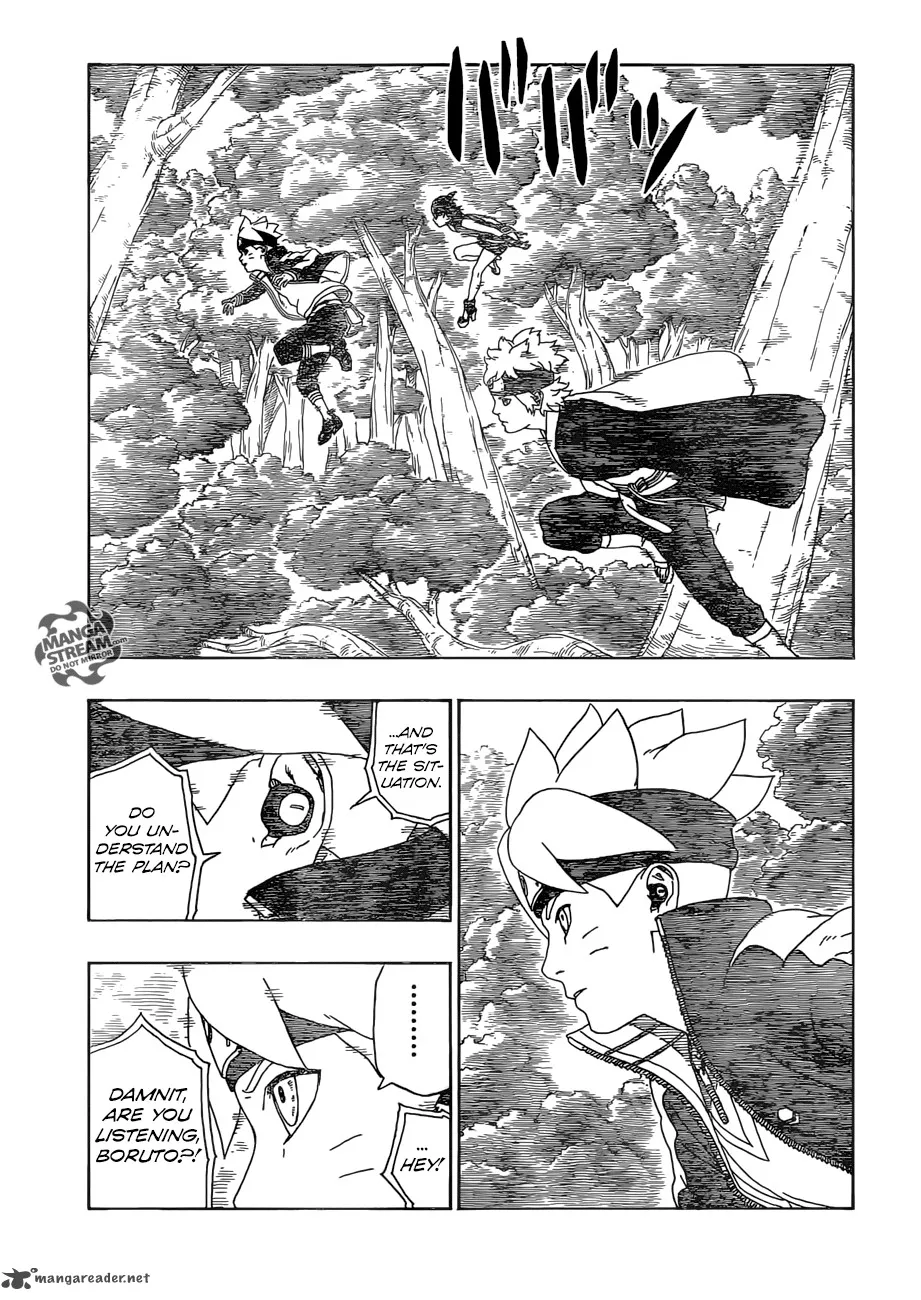 ババッ
MANGA
STREAM.com
DO NOT MIRROR
...AND
THAT'S
THE SIT-
UATION.
DO
YOU UN-
DERSTAND
THE PLAN?
........
...
HEY!
DAMNIT,
ARE YOU
LISTENING,
BORUTO?!
mangareader.net